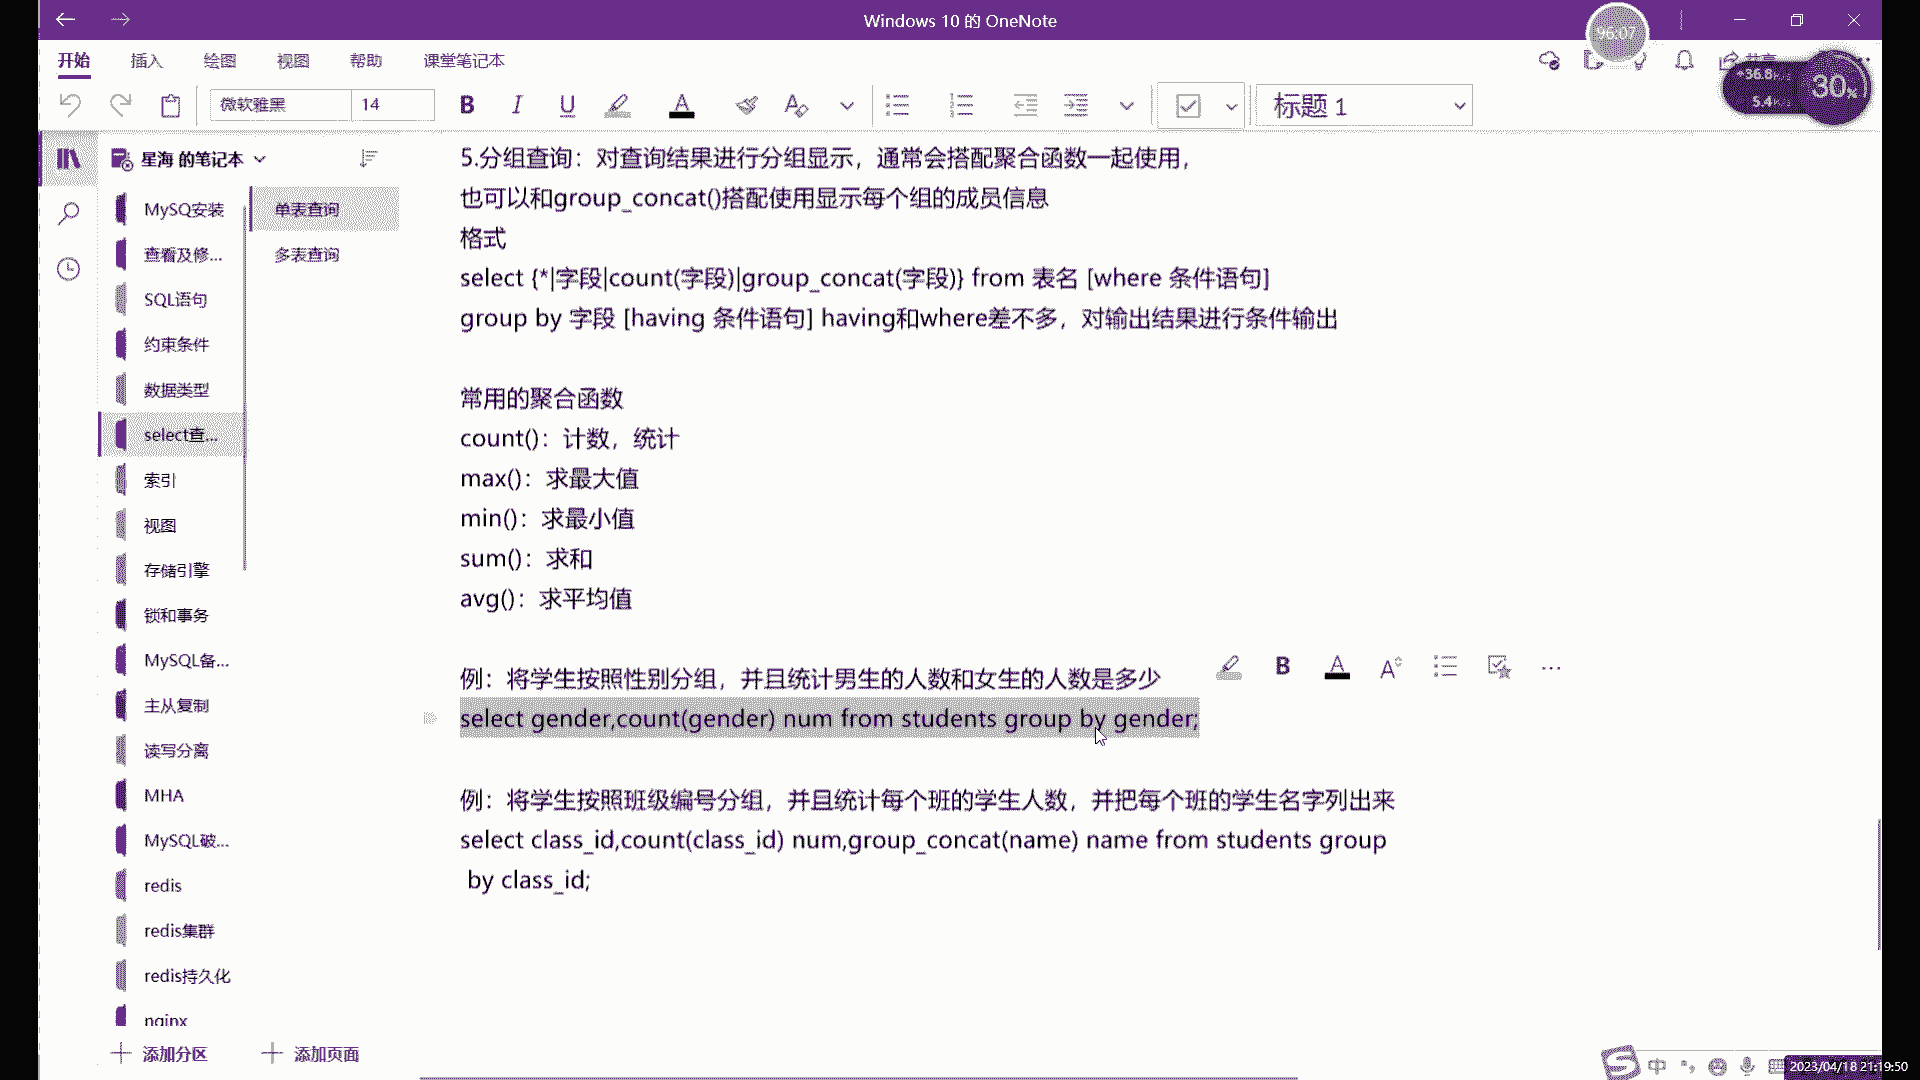 Windows 10 的 OneNote
96:07
开始 插入 绘图 视图 帮助 课堂笔记本
+36.8
5.4
30%
微软雅黑 14 B I U A 标题 1
星海 的笔记本
MySQ安装
查看及修...
SQL语句
约束条件
数据类型
select查...
索引
视图
存储引擎
锁和事务
MySQL备...
主从复制
读写分离
MHA
MySQL破...
redis
redis集群
redis持久化
nginx
添加分区
单表查询
多表查询
添加页面
5.分组查询：对查询结果进行分组显示，通常会搭配聚合函数一起使用，
也可以和group_concat()搭配使用显示每个组的成员信息
格式
select {*|字段|count(字段)|group_concat(字段)} from 表名 [where 条件语句]
group by 字段 [having 条件语句] having和where差不多，对输出结果进行条件输出
常用的聚合函数
count()：计数，统计
max()：求最大值
min()：求最小值
sum()：求和
avg()：求平均值
例：将学生按照性别分组，并且统计男生的人数和女生的人数是多少
select gender,count(gender) num from students group by gender;
例：将学生按照班级编号分组，并且统计每个班的学生人数，并把每个班的学生名字列出来
select class_id,count(class_id) num,group_concat(name) name from students group
by class_id;
中
2023/04/18 21:19:50